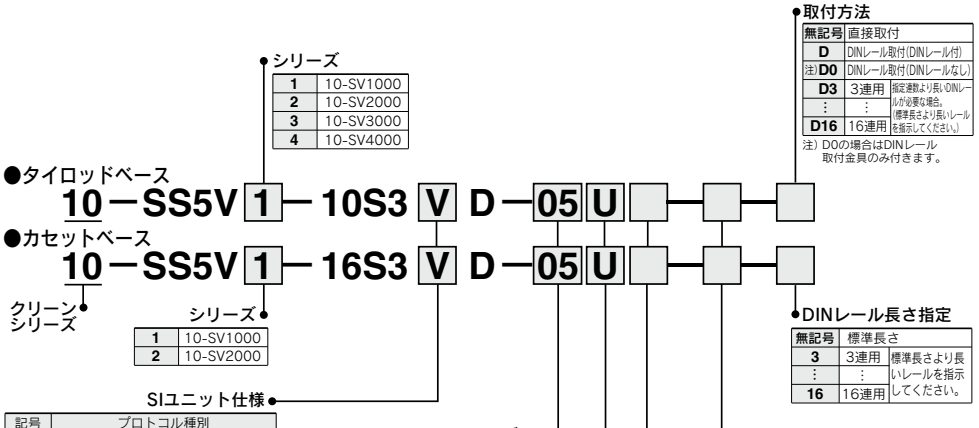 取付方法
無記号 直接取付
D DINレール取付(DINレール付)
注)D0 DINレール取付(DINレールなし)
D3 3連用 指定連数より長いDINレー
ルが必要な場合。
⋮ ⋮ (標準長さより長いレール
D16 16連用 を指示してください。)
注) D0の場合はDINレール
取付金具のみ付きます。
シリーズ
1 10-SV1000
2 10-SV2000
3 10-SV3000
4 10-SV4000
●タイロッドベース
10-SS5V 1 - 10S3 V D - 05 U
●カセットベース
10-SS5V 1 - 16S3 V D - 05 U
クリーン
シリーズ
シリーズ
1 10-SV1000
2 10-SV2000
DINレール長さ指定
無記号 標準長さ
3 3連用 標準長さより長
⋮ ⋮ いレールを指示
16 16連用 してください。
SIユニット仕様
記号 プロトコル種別